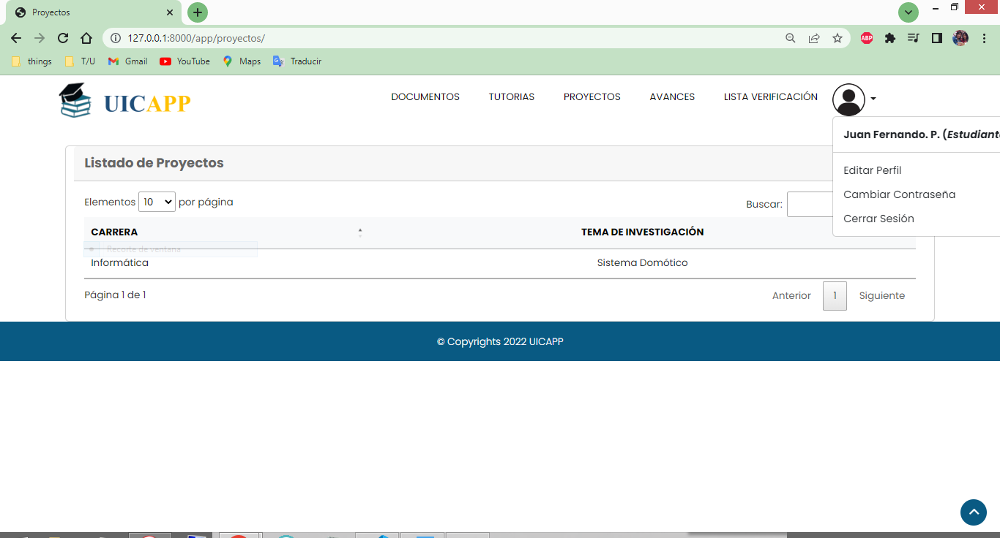 Proyectos
127.0.0.1:8000/app/proyectos/
ABP
things T/U Gmail YouTube Maps Traducir
UICAPP
DOCUMENTOS TUTORIAS PROYECTOS AVANCES LISTA VERIFICACIÓN
Juan Fernando. P. (Estudiant
Editar Perfil
Cambiar Contraseña
Cerrar Sesión
Listado de Proyectos
Elementos 10 por página
Buscar:
CARRERA TEMA DE INVESTIGACIÓN
Recorte de ventana
Informática Sistema Domótico
Página 1 de 1
Anterior 1 Siguiente
© Copyrights 2022 UICAPP